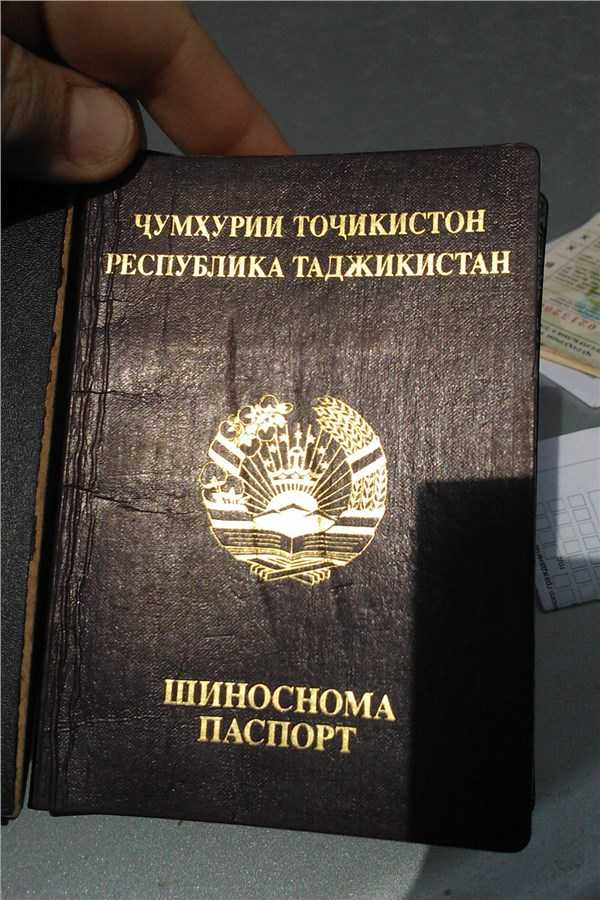 ҶУМҲУРИИ ТОҶИКИСТОН
РЕСПУБЛИКА ТАДЖИКИСТАН
ШИНОСНОМА
ПАСПОРТ